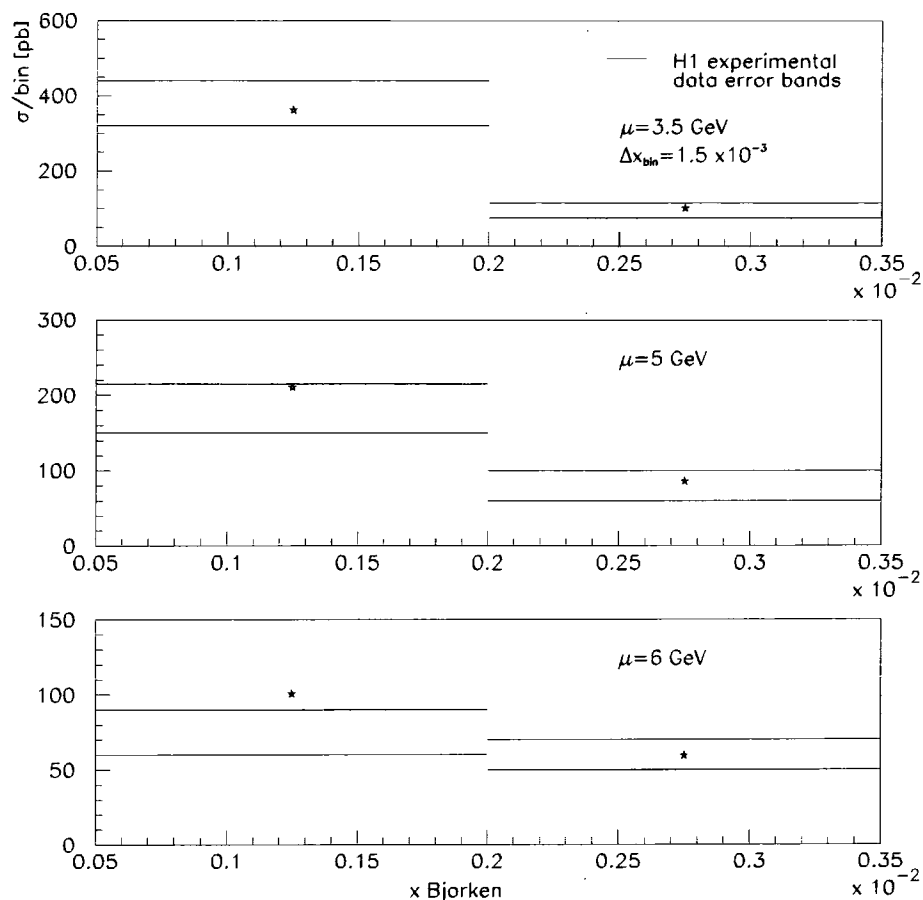 σ/bin [pb]
600
400
200
0
H1 experimental
data error bands
μ=3.5 GeV
Δx_bin=1.5 x10⁻³
0.05 0.1 0.15 0.2 0.25 0.3 0.35
x 10⁻²
300
200
100
0
μ=5 GeV
0.05 0.1 0.15 0.2 0.25 0.3 0.35
x 10⁻²
150
100
50
0
μ=6 GeV
0.05 0.1 0.15 0.2 0.25 0.3 0.35
x 10⁻²
x Bjorken